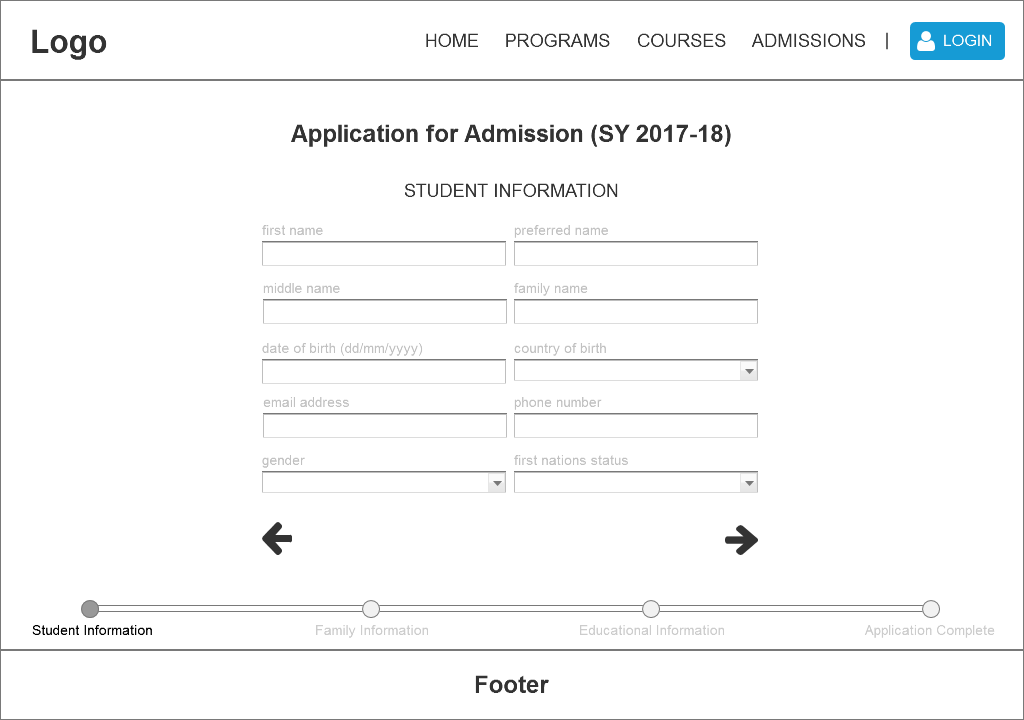 Logo
HOME PROGRAMS COURSES ADMISSIONS | LOGIN
Application for Admission (SY 2017-18)
STUDENT INFORMATION
first name preferred name
middle name family name
date of birth (dd/mm/yyyy) country of birth
email address phone number
gender first nations status
Student Information Family Information Educational Information Application Complete
Footer